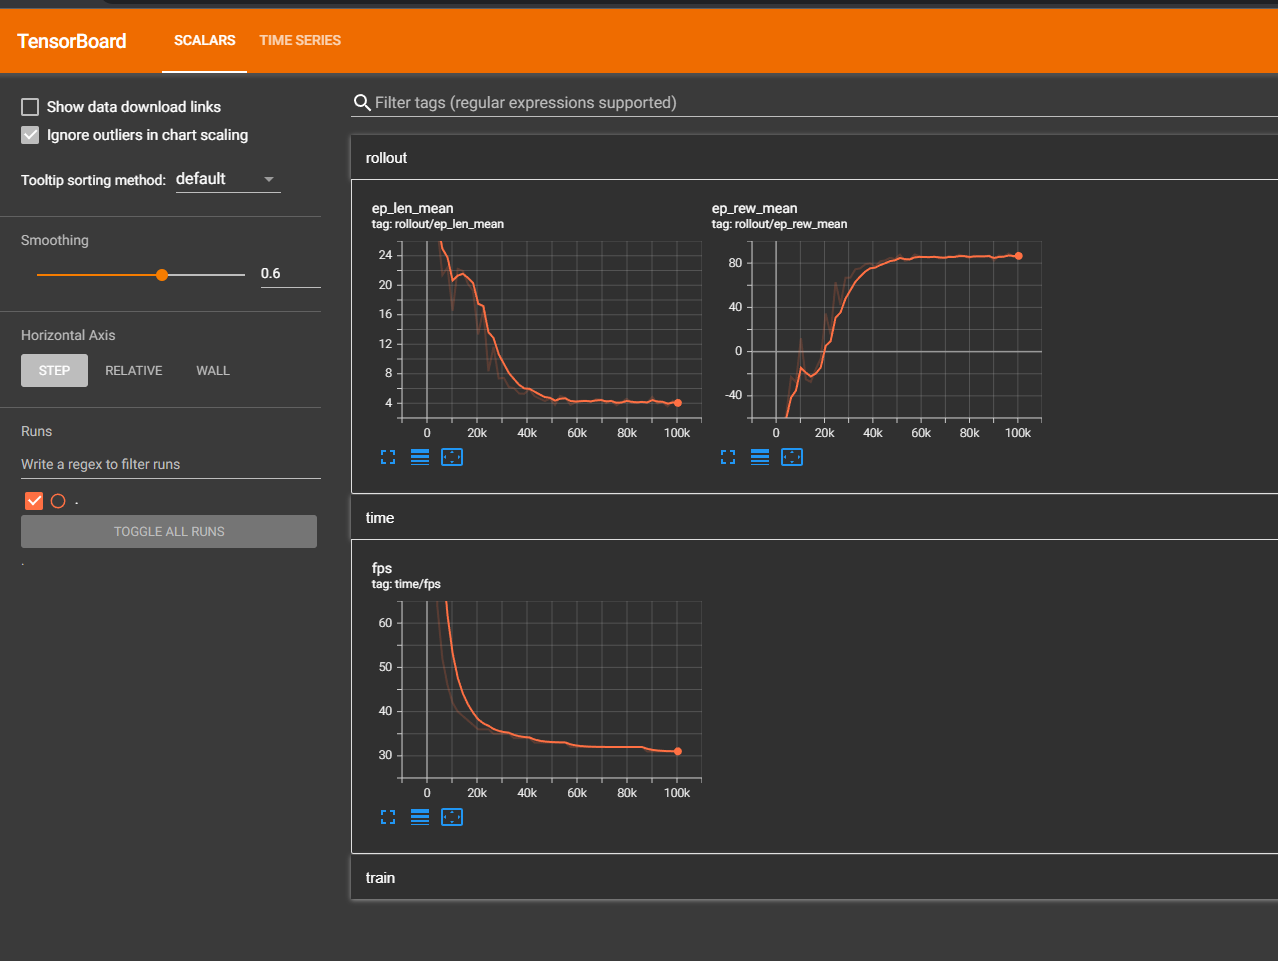 TensorBoard SCALARS TIME SERIES
Show data download links
Ignore outliers in chart scaling
Tooltip sorting method: default
Smoothing
0.6
Horizontal Axis
STEP RELATIVE WALL
Runs
Write a regex to filter runs
.
TOGGLE ALL RUNS
.
Filter tags (regular expressions supported)
rollout
ep_len_mean
tag: rollout/ep_len_mean
24
20
16
12
8
4
0 20k 40k 60k 80k 100k
ep_rew_mean
tag: rollout/ep_rew_mean
80
40
0
-40
0 20k 40k 60k 80k 100k
time
fps
tag: time/fps
60
50
40
30
0 20k 40k 60k 80k 100k
train